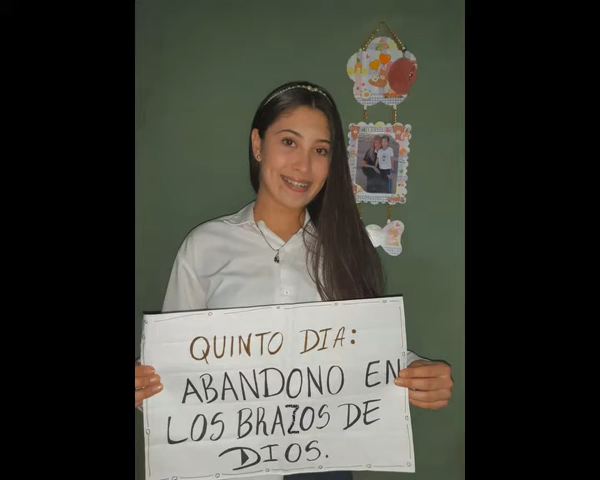 QUINTO DIA:
ABANDONO EN
LOS BRAZOS DE
DIOS.